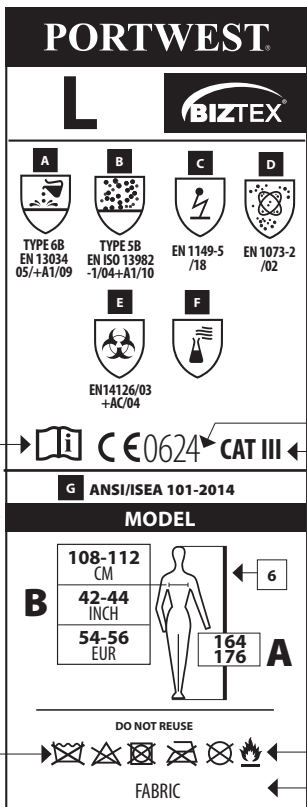 PORTWEST®
L
BIZTEX®
A
B
C
D
TYPE 6B
EN 13034
05/+A1/09
TYPE 5B
EN ISO 13982
-1/04+A1/10
EN 1149-5
/18
EN 1073-2
/02
E
F
EN14126/03
+AC/04
i
CE0624
CAT III
G ANSI/ISEA 101-2014
MODEL
B
108-112
CM
42-44
INCH
54-56
EUR
6
164
176
A
DO NOT REUSE
FABRIC